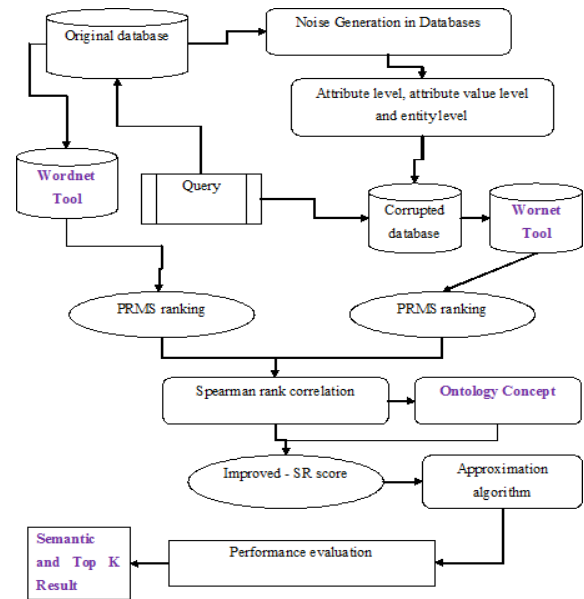 Original database
Noise Generation in Databases
Attribute level, attribute value level
and entity level
Wordnet
Tool
Query
Corrupted
database
Wornet
Tool
PRMS ranking
PRMS ranking
Spearman rank correlation
Ontology Concept
Improved - SR score
Approximation
algorithm
Semantic
and Top K
Result
Performance evaluation